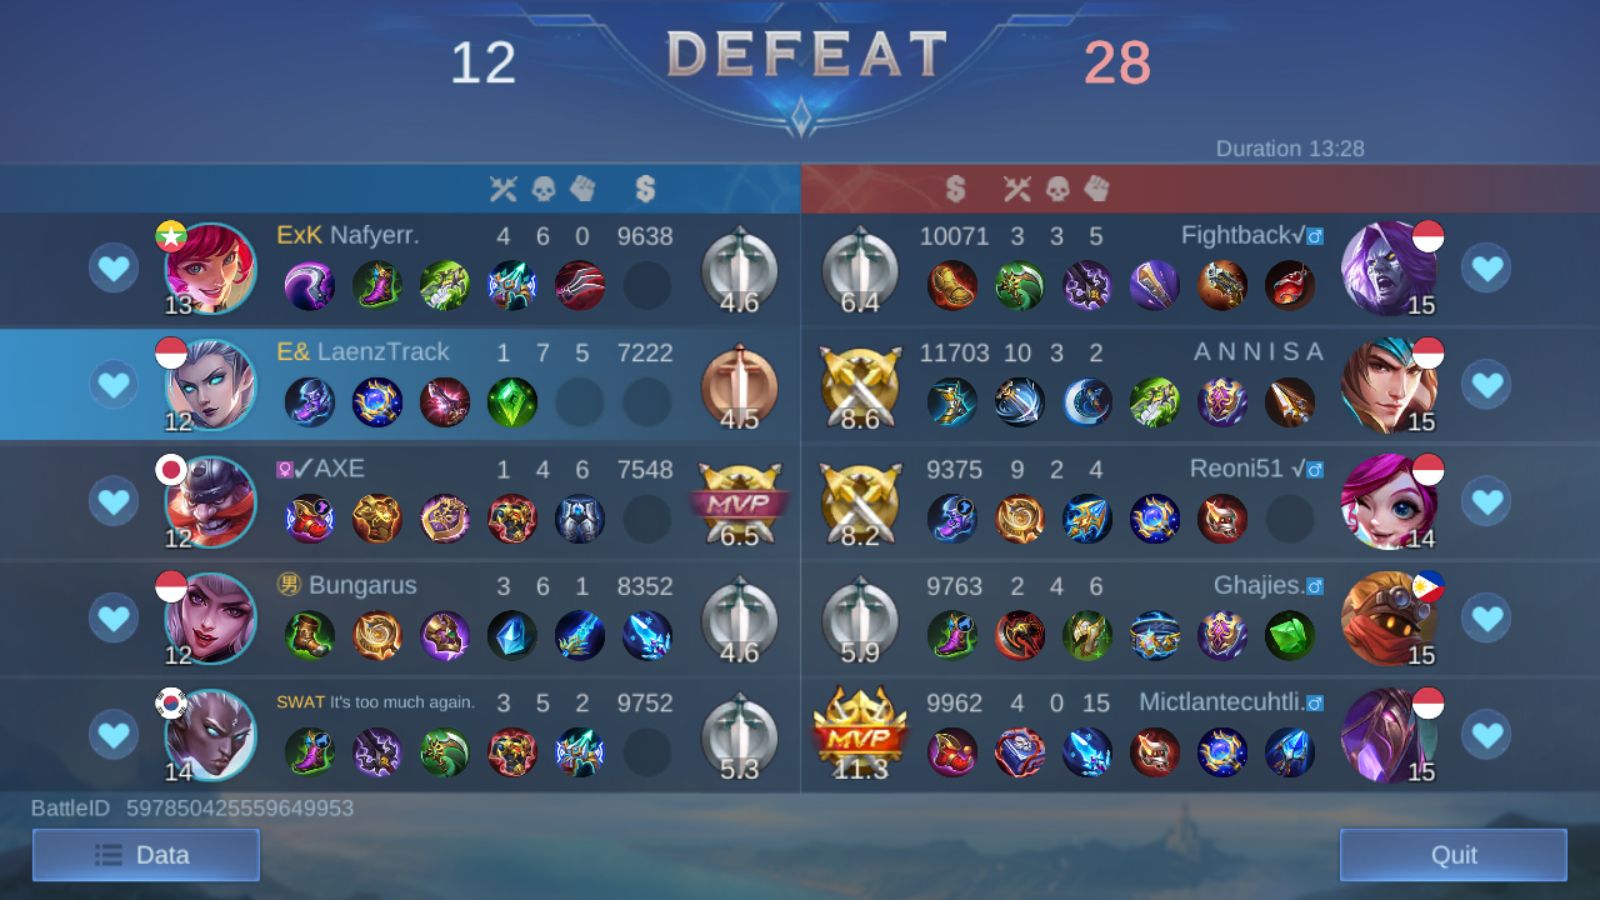 12 DEFEAT 28
Duration 13:28
ExK Nafyerr. 4 6 0 9638
13 4.6
6.4 10071 3 3 5 Fightback√♂
15
E& LaenzTrack 1 7 5 7222
12 4.5
8.6 11703 10 3 2 A N N I S A
15
♀✓AXE 1 4 6 7548
12 MVP 6.5
8.2 9375 9 2 4 Reoni51 √♂
14
男 Bungarus 3 6 1 8352
12 4.6
5.9 9763 2 4 6 Ghajies.♂
15
SWAT It's too much again. 3 5 2 9752
14 5.3
MVP 11.3 9962 4 0 15 Mictlantecuhtli.♂
15
BattleID 597850425559649953
Data
Quit